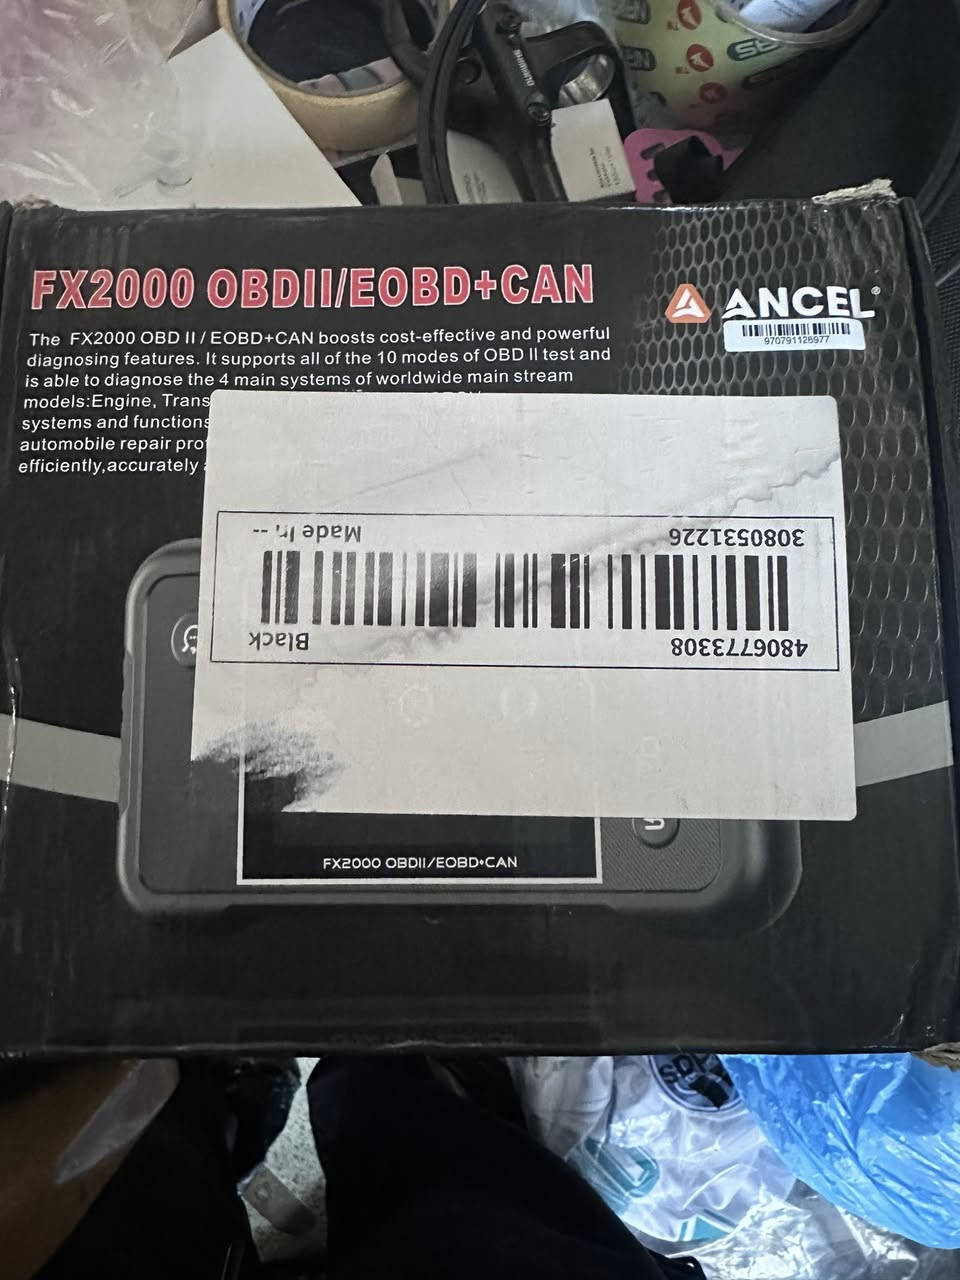 FX2000 OBDII/EOBD+CAN
ANCEL®
970791126977
The FX2000 OBD II / EOBD+CAN boosts cost-effective and powerful
diagnosing features. It supports all of the 10 modes of OBD II test and
is able to diagnose the 4 main systems of worldwide main stream
models:Engine, Trans
systems and functions
automobile repair pro
efficiently,accurately
4806773308
Black
3080531226
Made In --
FX2000 OBDII/EOBD+CAN
SHIMANO